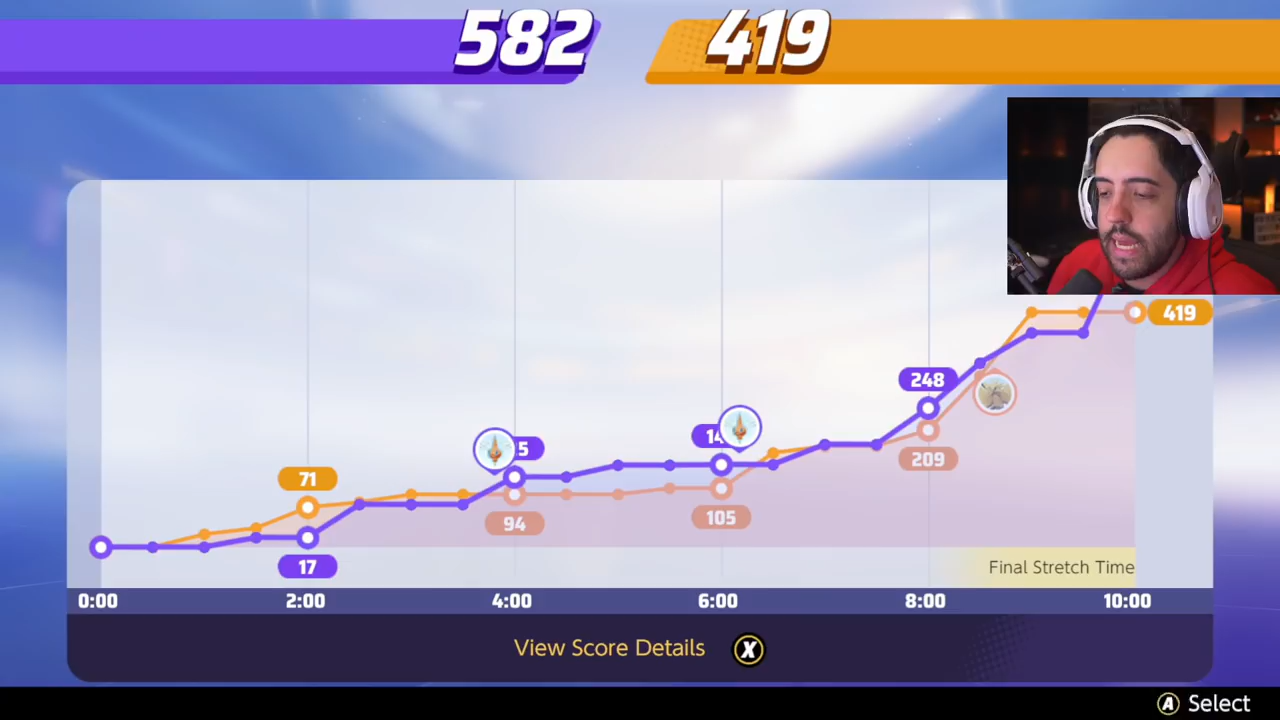 582 419
419
248
5
14
71
209
94
105
17
Final Stretch Time
0:00 2:00 4:00 6:00 8:00 10:00
View Score Details X
A Select